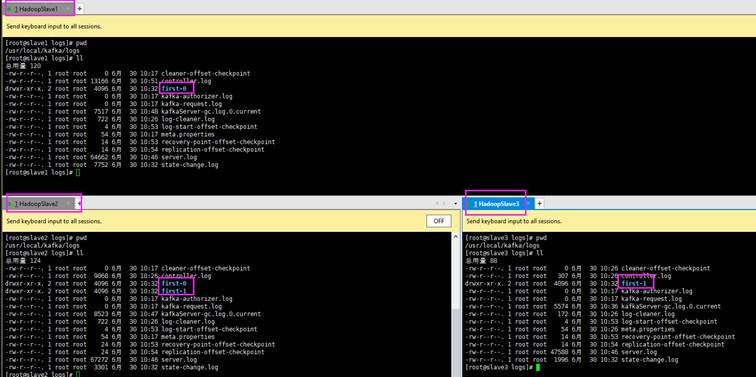 1 HadoopSlave1
Send keyboard input to all sessions.
[root@slave1 logs]# pwd
/usr/local/kafka/logs
[root@slave1 logs]# ll
总用量 120
-rw-r--r--. 1 root root 0 6月 30 10:17 cleaner-offset-checkpoint
-rw-r--r--. 1 root root 13166 6月 30 10:51 controller.log
drwxr-xr-x. 2 root root 4096 6月 30 10:32 first-0
-rw-r--r--. 1 root root 0 6月 30 10:17 kafka-authorizer.log
-rw-r--r--. 1 root root 0 6月 30 10:17 kafka-request.log
-rw-r--r--. 1 root root 7517 6月 30 10:48 kafkaServer-gc.log.0.current
-rw-r--r--. 1 root root 722 6月 30 10:26 log-cleaner.log
-rw-r--r--. 1 root root 4 6月 30 10:53 log-start-offset-checkpoint
-rw-r--r--. 1 root root 54 6月 30 10:17 meta.properties
-rw-r--r--. 1 root root 14 6月 30 10:53 recovery-point-offset-checkpoint
-rw-r--r--. 1 root root 14 6月 30 10:54 replication-offset-checkpoint
-rw-r--r--. 1 root root 64662 6月 30 10:46 server.log
-rw-r--r--. 1 root root 7752 6月 30 10:32 state-change.log
[root@slave1 logs]#
1 HadoopSlave2
Send keyboard input to all sessions.
OFF
[root@slave2 logs]# pwd
/usr/local/kafka/logs
[root@slave2 logs]# ll
总用量 124
-rw-r--r--. 1 root root 0 6月 30 10:17 cleaner-offset-checkpoint
-rw-r--r--. 1 root root 9068 6月 30 10:26 controller.log
drwxr-xr-x. 2 root root 4096 6月 30 10:32 first-0
drwxr-xr-x. 2 root root 4096 6月 30 10:32 first-1
-rw-r--r--. 1 root root 0 6月 30 10:17 kafka-authorizer.log
-rw-r--r--. 1 root root 0 6月 30 10:17 kafka-request.log
-rw-r--r--. 1 root root 8523 6月 30 10:47 kafkaServer-gc.log.0.current
-rw-r--r--. 1 root root 722 6月 30 10:26 log-cleaner.log
-rw-r--r--. 1 root root 4 6月 30 10:53 log-start-offset-checkpoint
-rw-r--r--. 1 root root 54 6月 30 10:17 meta.properties
-rw-r--r--. 1 root root 24 6月 30 10:53 recovery-point-offset-checkpoint
-rw-r--r--. 1 root root 24 6月 30 10:54 replication-offset-checkpoint
-rw-r--r--. 1 root root 67272 6月 30 10:46 server.log
-rw-r--r--. 1 root root 3301 6月 30 10:32 state-change.log
[root@slave2 logs]#
1 HadoopSlave3
Send keyboard input to all sessions.
[root@slave3 logs]# pwd
/usr/local/kafka/logs
[root@slave3 logs]# ll
总用量 88
-rw-r--r--. 1 root root 0 6月 30 10:26 cleaner-offset-checkpoint
-rw-r--r--. 1 root root 307 6月 30 10:26 controller.log
drwxr-xr-x. 2 root root 4096 6月 30 10:32 first-1
-rw-r--r--. 1 root root 0 6月 30 10:17 kafka-authorizer.log
-rw-r--r--. 1 root root 0 6月 30 10:17 kafka-request.log
-rw-r--r--. 1 root root 5574 6月 30 10:36 kafkaServer-gc.log.0.current
-rw-r--r--. 1 root root 172 6月 30 10:26 log-cleaner.log
-rw-r--r--. 1 root root 4 6月 30 10:53 log-start-offset-checkpoint
-rw-r--r--. 1 root root 54 6月 30 10:26 meta.properties
-rw-r--r--. 1 root root 14 6月 30 10:53 recovery-point-offset-checkpoint
-rw-r--r--. 1 root root 14 6月 30 10:54 replication-offset-checkpoint
-rw-r--r--. 1 root root 47588 6月 30 10:46 server.log
-rw-r--r--. 1 root root 1996 6月 30 10:32 state-change.log
[root@slave3 logs]#